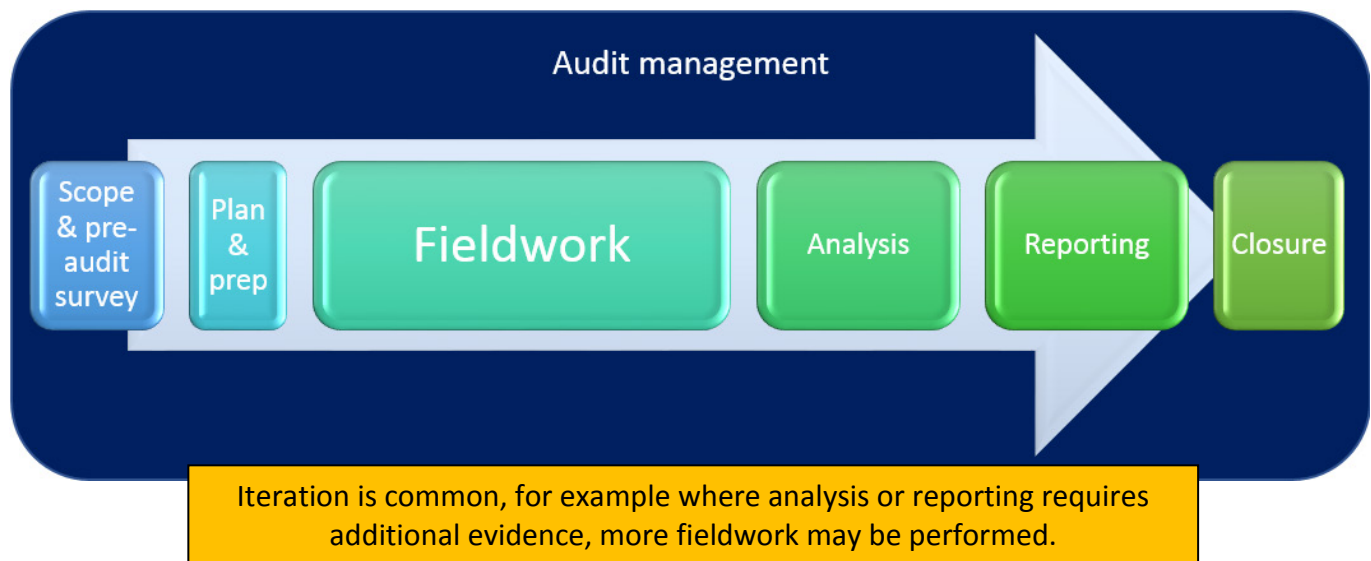 Audit management
Scope
& pre-
audit
survey
Plan
&
prep
Fieldwork
Analysis
Reporting
Closure
Iteration is common, for example where analysis or reporting requires
additional evidence, more fieldwork may be performed.